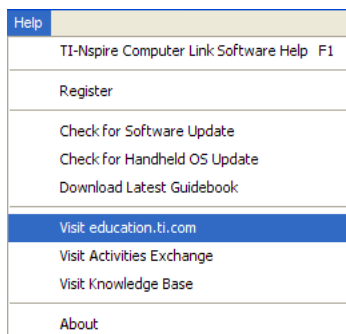 Help
TI-Nspire Computer Link Software Help F1
Register
Check for Software Update
Check for Handheld OS Update
Download Latest Guidebook
Visit education.ti.com
Visit Activities Exchange
Visit Knowledge Base
About